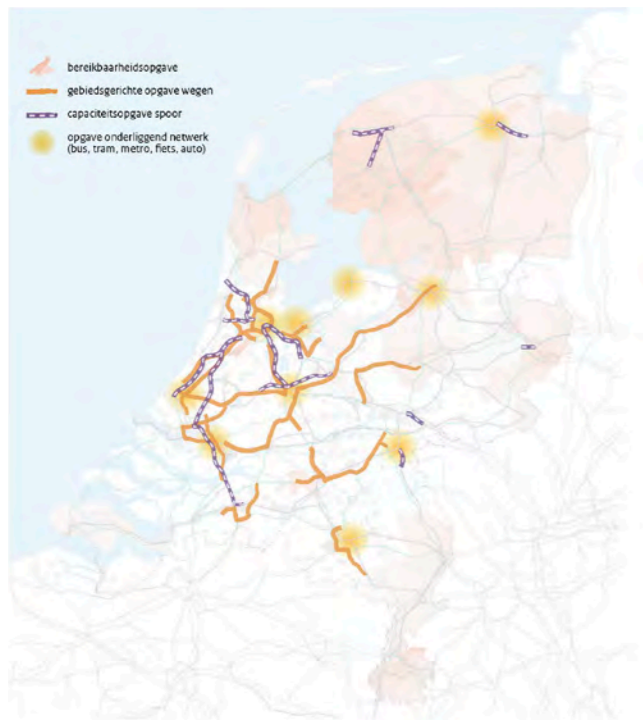 bereikbaarheidsopgave
gebiedsgerichte opgave wegen
capaciteitsopgave spoor
opgave onderliggend netwerk
(bus, tram, metro, fiets, auto)